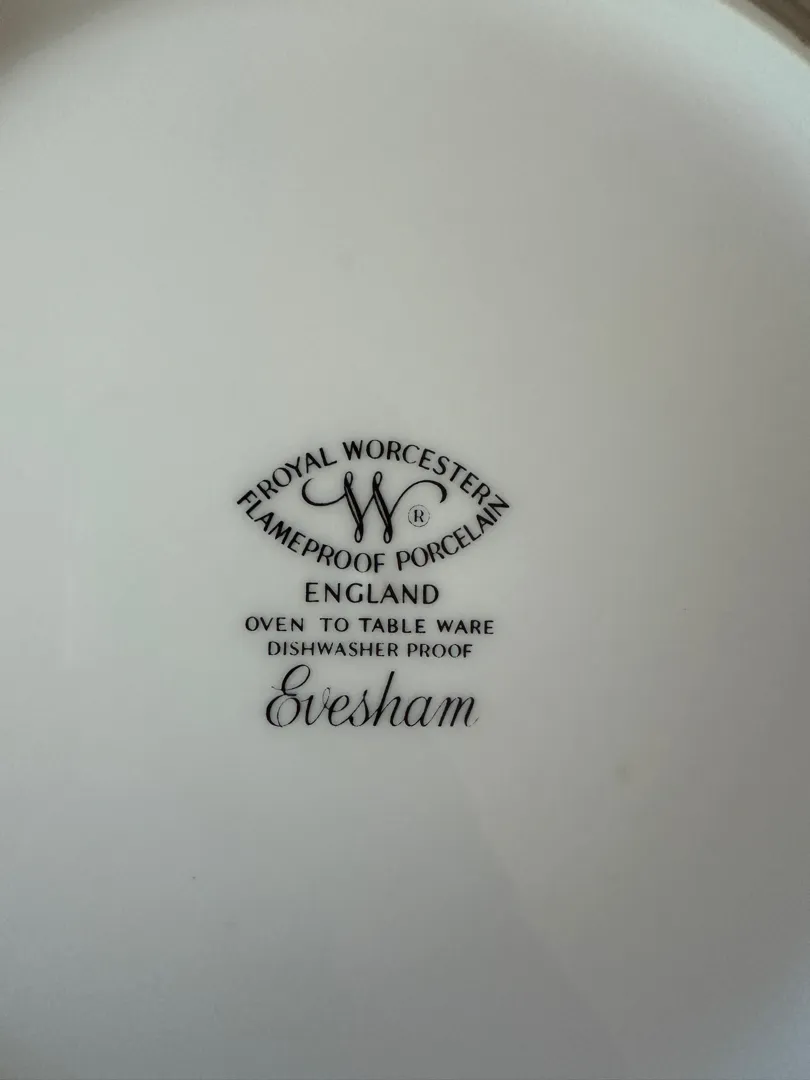 ROYAL WORCESTER
W ®
FLAMEPROOF PORCELAIN
ENGLAND
OVEN TO TABLE WARE
DISHWASHER PROOF
Evesham